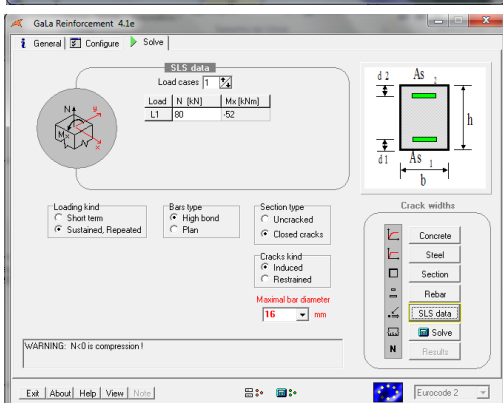 GaLa Reinforcement 4.1e
General Configure Solve
SLS data
Load cases 1
Load N [kN] Mx [kNm]
L1 80 -52
N y
Mx x
d 2 As 2
h
d 1 As 1
b
Loading kind
Short term
Sustained, Repeated
Bars type
High bond
Plan
Section type
Uncracked
Closed cracks
Cracks kind
Induced
Restrained
Maximal bar diameter
16 mm
Crack widths
Concrete
Steel
Section
Rebar
SLS data
Solve
N Results
WARNING: N<0 is compression !
Exit About Help View Note
Eurocode 2